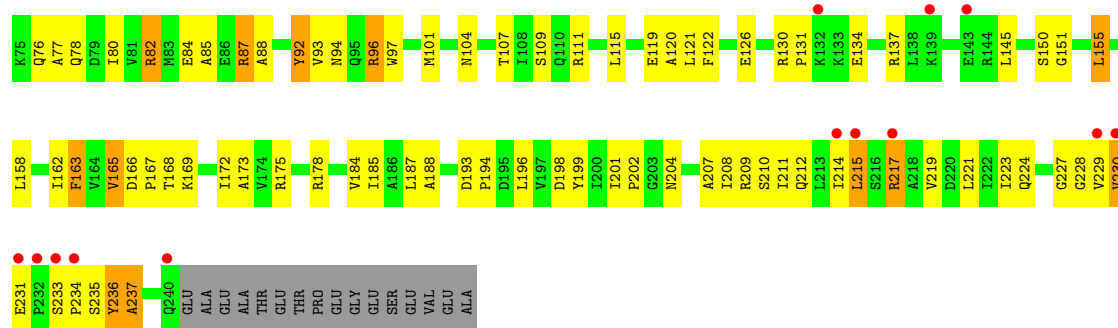 K75 Q76 A77 Q78 D79 I80 V81 R82 M83 E84 A85 E86 R87 A88 Y92 V93 N94 Q95 R96 W97 M101 N104 T107 I108 S109 Q110 R111 L115 E119 A120 L121 F122 E126 R130 P131 K132 K133 E134 R137 L138 K139 E143 R144 L145 S150 G151 L155
L158 I162 F163 V164 V165 D166 P167 T168 K169 I172 A173 V174 R175 R178 V184 I185 A186 L187 A188 D193 P194 D195 L196 V197 D198 Y199 I200 I201 P202 G203 N204 A207 I208 R209 S210 I211 Q212 L213 I214 L215 S216 R217 A218 V219 D220 L221 I222 I223 Q224 G227 G228 V229 V230
E231 P232 S233 P234 S235 Y236 A237 Q240 GLU ALA GLU ALA THR GLU THR PRO GLU GLY GLU SER GLU VAL GLU ALA